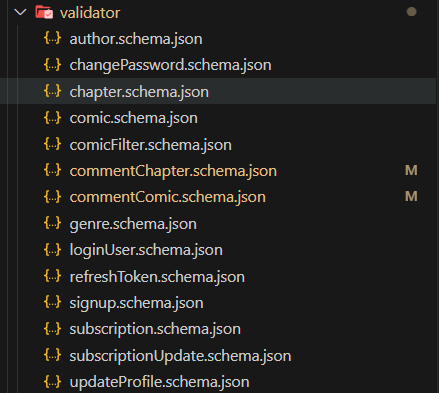 validator
{..} author.schema.json
{..} changePassword.schema.json
{..} chapter.schema.json
{..} comic.schema.json
{..} comicFilter.schema.json
{..} commentChapter.schema.json M
{..} commentComic.schema.json M
{..} genre.schema.json
{..} loginUser.schema.json
{..} refreshToken.schema.json
{..} signup.schema.json
{..} subscription.schema.json
{..} subscriptionUpdate.schema.json
{..} updateProfile.schema.json